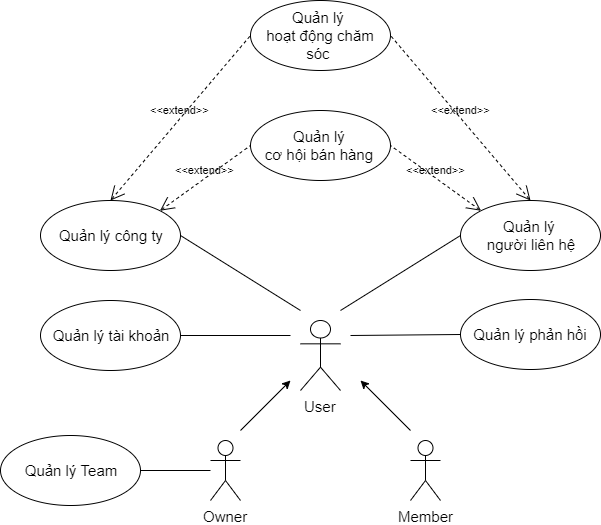 Quản lý
hoạt động chăm
sóc
<<extend>>
<<extend>>
Quản lý
cơ hội bán hàng
<<extend>>
<<extend>>
Quản lý công ty
Quản lý
người liên hệ
Quản lý tài khoản
Quản lý phản hồi
User
Quản lý Team
Owner
Member